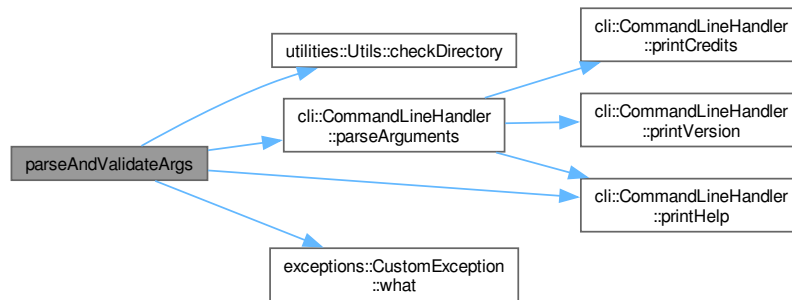 parseAndValidateArgs
utilities::Utils::checkDirectory
cli::CommandLineHandler
::parseArguments
exceptions::CustomException
::what
cli::CommandLineHandler
::printCredits
cli::CommandLineHandler
::printVersion
cli::CommandLineHandler
::printHelp